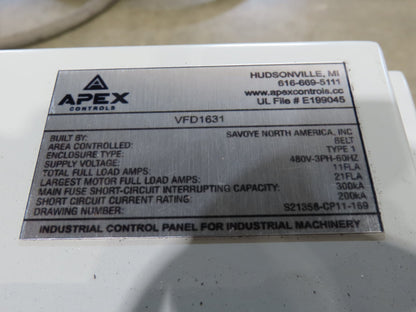 APEX
CONTROLS
HUDSONVILLE, MI
616-669-5111
www.apexcontrols.cc
UL File # E199045
VFD1631
BUILT BY: SAVOYE NORTH AMERICA, INC
AREA CONTROLLED: BELT
ENCLOSURE TYPE: TYPE 1
SUPPLY VOLTAGE: 480V-3PH-60HZ
TOTAL FULL LOAD AMPS: 11FLA
LARGEST MOTOR FULL LOAD AMPS: 21FLA
MAIN FUSE SHORT-CIRCUIT INTERRUPTING CAPACITY: 300kA
SHORT CIRCUIT CURRENT RATING: 200kA
DRAWING NUMBER: S21358-CP11-159
INDUSTRIAL CONTROL PANEL FOR INDUSTRIAL MACHINERY